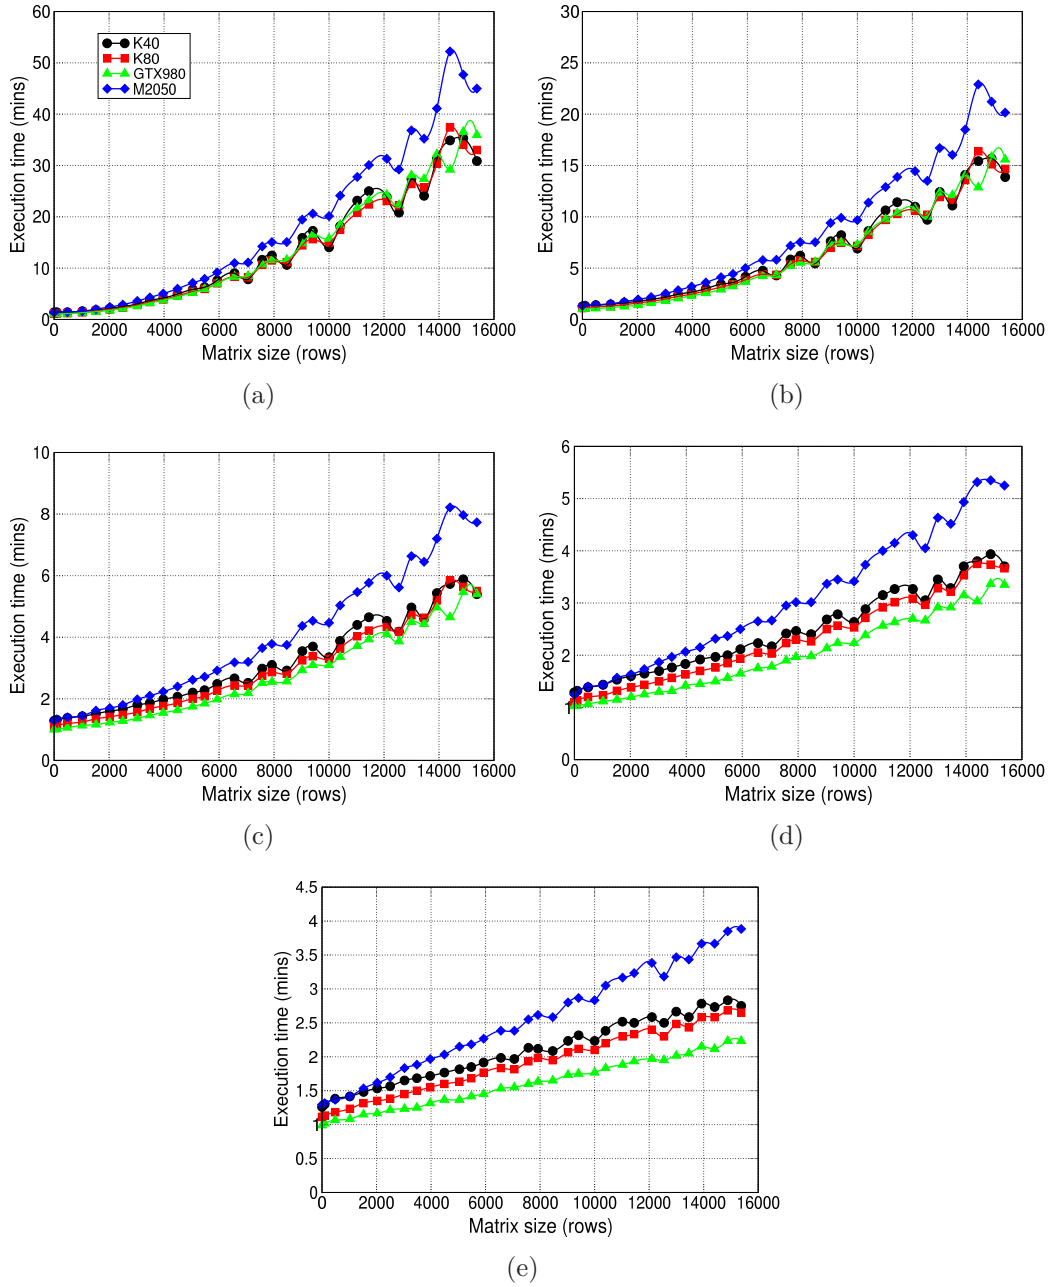 60
50
40
30
20
10
0
Execution time (mins)
K40
K80
GTX980
M2050
0 2000 4000 6000 8000 10000 12000 14000 16000
Matrix size (rows)
(a)
30
25
20
15
10
5
0
Execution time (mins)
0 2000 4000 6000 8000 10000 12000 14000 16000
Matrix size (rows)
(b)
10
8
6
4
2
0
Execution time (mins)
0 2000 4000 6000 8000 10000 12000 14000 16000
Matrix size (rows)
(c)
6
5
4
3
2
1
0
Execution time (mins)
0 2000 4000 6000 8000 10000 12000 14000 16000
Matrix size (rows)
(d)
4.5
4
3.5
3
2.5
2
1.5
1
0.5
0
Execution time (mins)
0 2000 4000 6000 8000 10000 12000 14000 16000
Matrix size (rows)
(e)